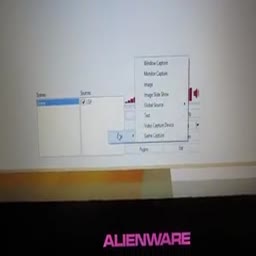 Window Capture
Monitor Capture
Image
Image Slide Show
Global Source
Text
Video Capture Device
Game Capture
Scenes
Sources
ALIENWARE